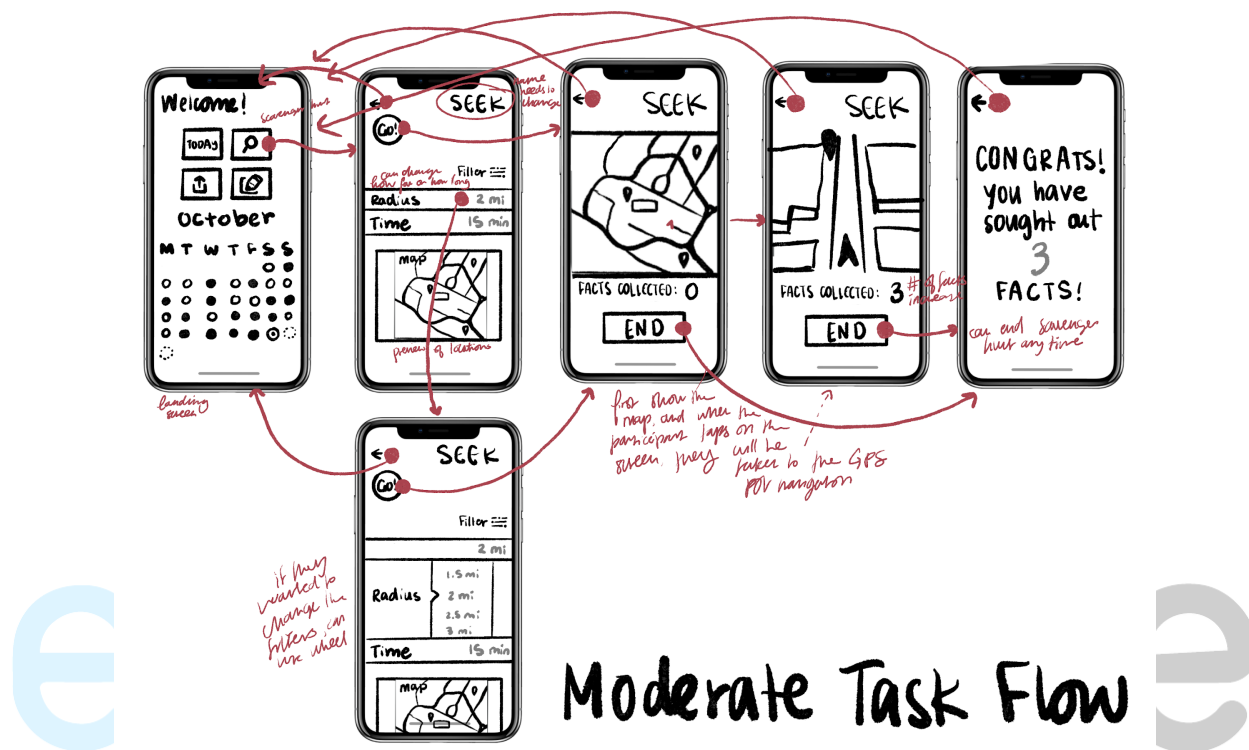 Welcome!
scavenger hunt
TODAY
October
M T W T F S S
landing
screen
SEEK
name
needs to
change
GO!
can change
how far or how long
Filter
Radius 2 mi
Time 15 min
map
preview of locations
SEEK
FACTS COLLECTED: 0
END
first show the
map, and when the
participant taps on the
screen, they will be
taken to the GPS
POV navigation
SEEK
FACTS COLLECTED: 3
# of facts
increase
END
CONGRATS!
you have
sought out
3
FACTS!
can end scavenger
hunt any time
SEEK
GO!
Filter
2 mi
1.5 mi
Radius 2 mi
2.5 mi
3 mi
Time 15 min
map
if they
wanted to
change the
filters, can
use wheel
Moderate Task Flow
e
e